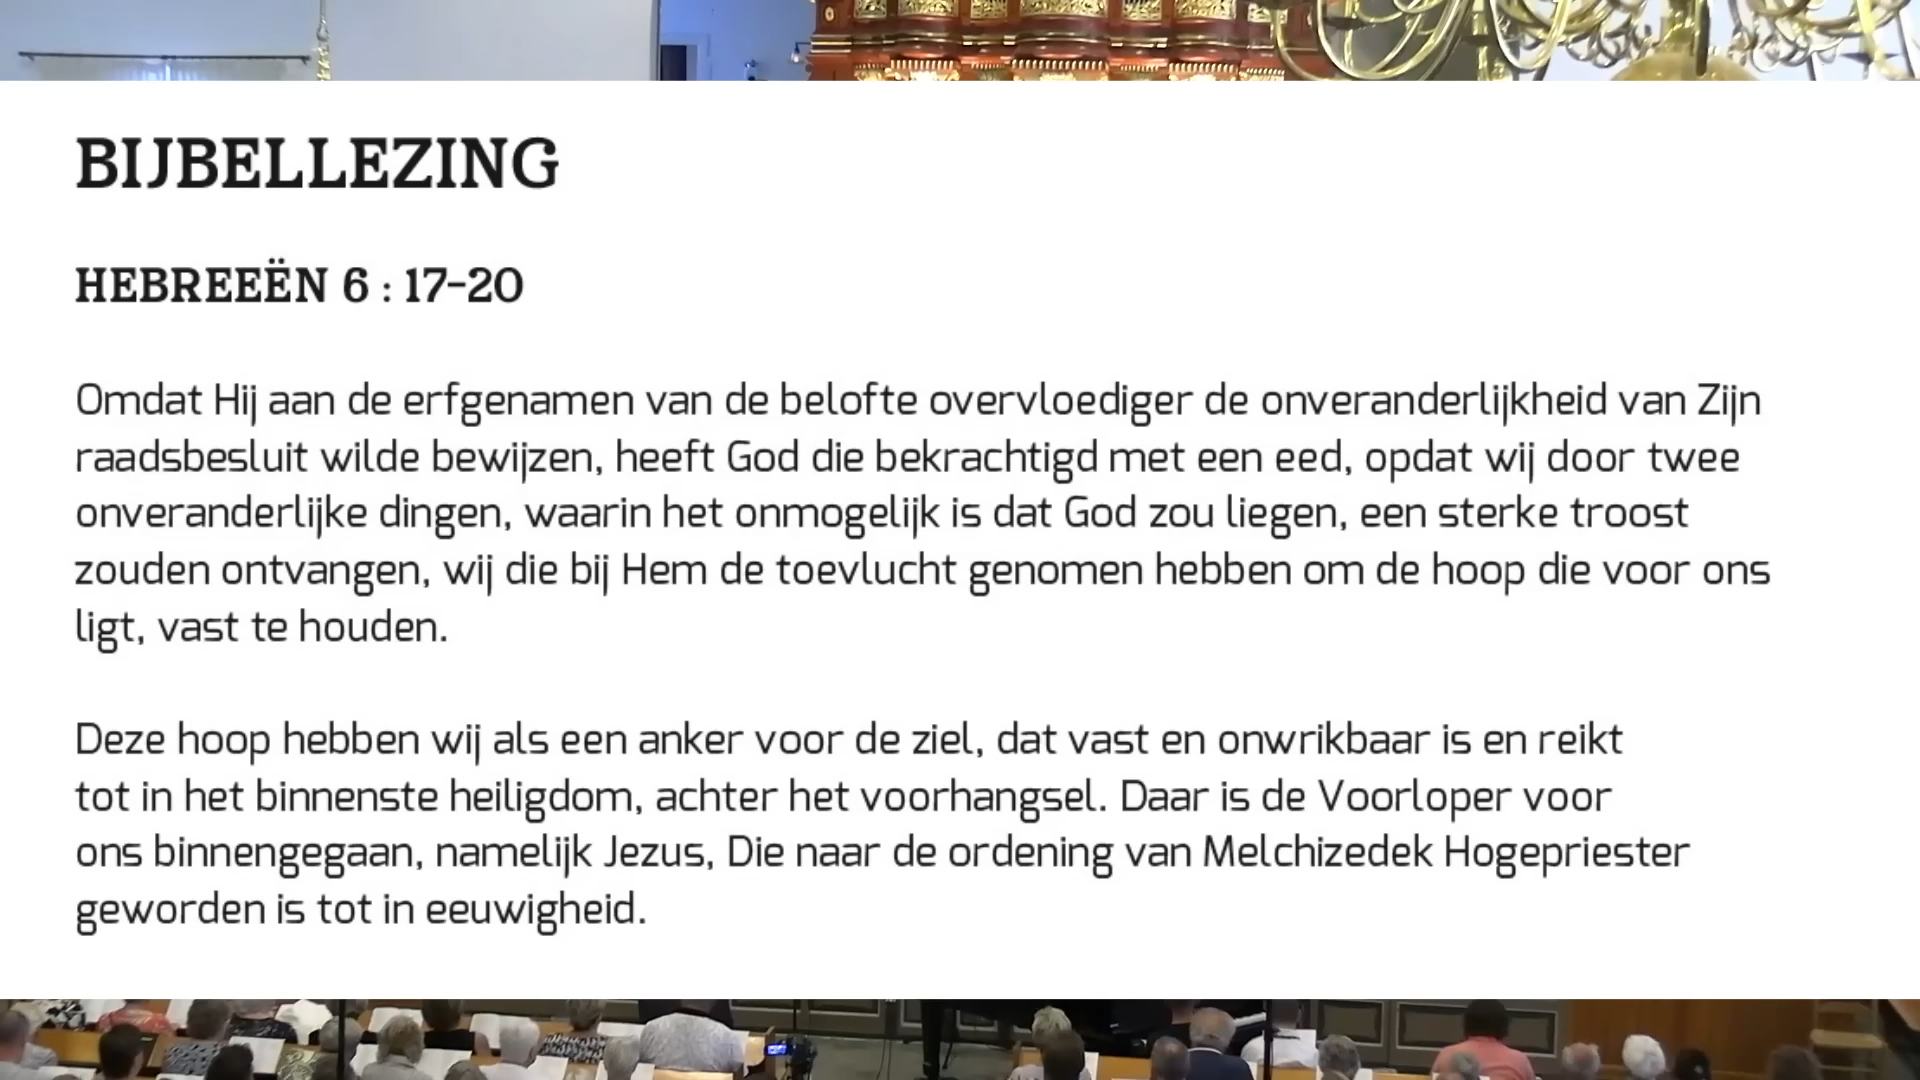 BIJBELLEZING
HEBREEËN 6 : 17-20
Omdat Hij aan de erfgenamen van de belofte overvloediger de onveranderlijkheid van Zijn
raadsbesluit wilde bewijzen, heeft God die bekrachtigd met een eed, opdat wij door twee
onveranderlijke dingen, waarin het onmogelijk is dat God zou liegen, een sterke troost
zouden ontvangen, wij die bij Hem de toevlucht genomen hebben om de hoop die voor ons
ligt, vast te houden.
Deze hoop hebben wij als een anker voor de ziel, dat vast en onwrikbaar is en reikt
tot in het binnenste heiligdom, achter het voorhangsel. Daar is de Voorloper voor
ons binnengegaan, namelijk Jezus, Die naar de ordening van Melchizedek Hogepriester
geworden is tot in eeuwigheid.